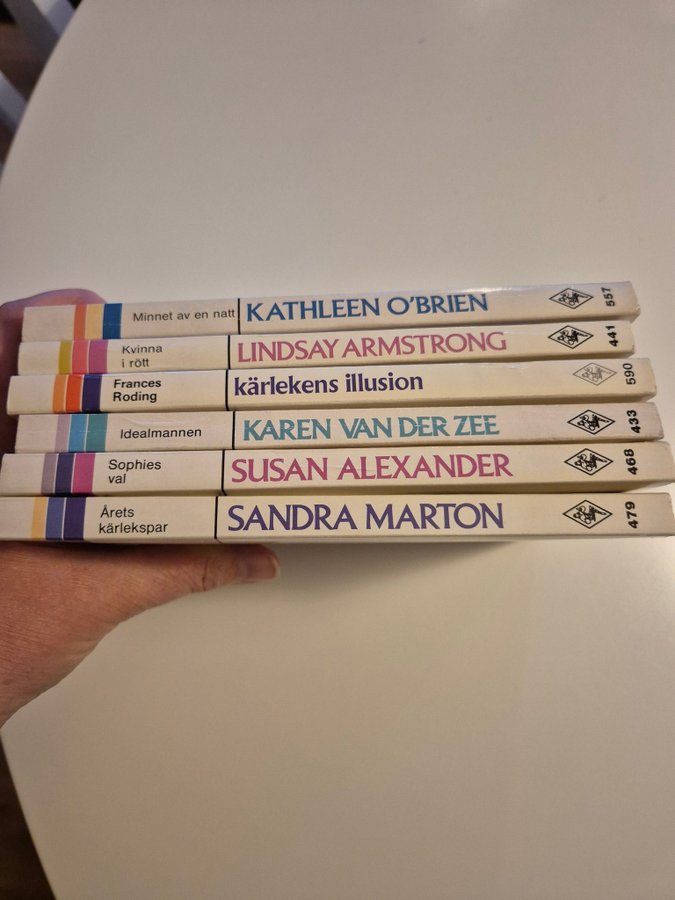 Minnet av en natt KATHLEEN O'BRIEN 557
Kvinna
i rött
LINDSAY ARMSTRONG 441
Frances
Roding
kärlekens illusion 590
Idealmannen KAREN VAN DER ZEE 433
Sophies
val
SUSAN ALEXANDER 468
Årets
kärlekspar
SANDRA MARTON 479